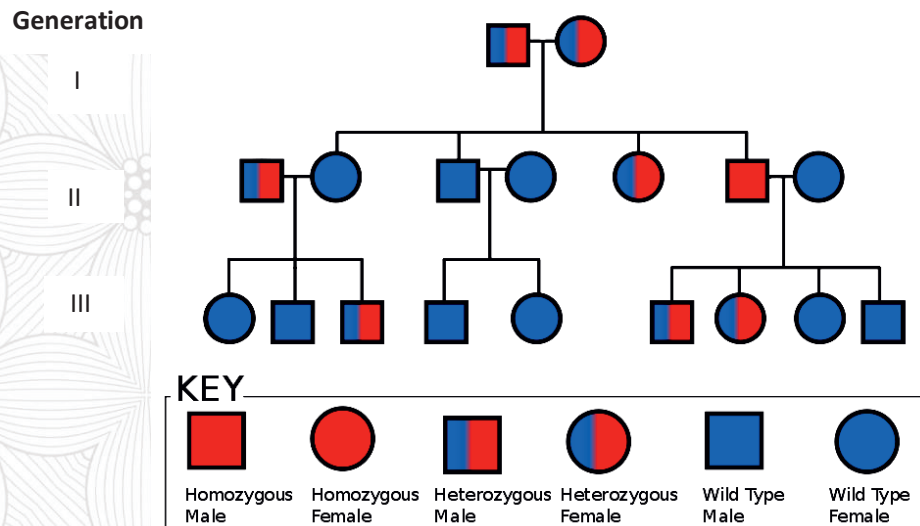 Generation
I
II
III
KEY
Homozygous Homozygous Heterozygous Heterozygous Wild Type Wild Type
Male Female Male Female Male Female